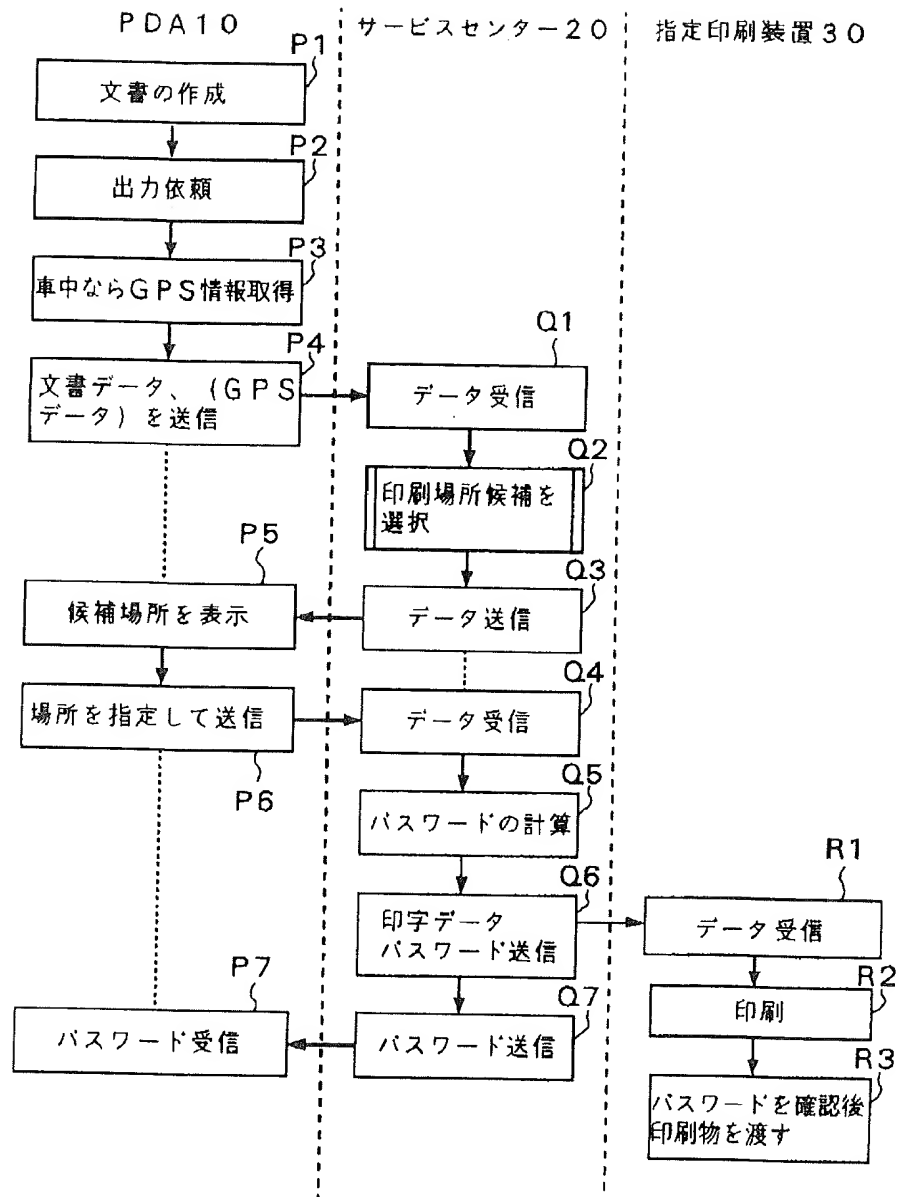 PDA10
サービスセンター20
指定印刷装置30
P1
文書の作成
P2
出力依頼
P3
車中ならGPS情報取得
P4
文書データ、(GPS
データ)を送信
Q1
データ受信
Q2
印刷場所候補を
選択
P5
候補場所を表示
Q3
データ送信
場所を指定して送信
P6
Q4
データ受信
Q5
パスワードの計算
Q6
印字データ
パスワード送信
R1
データ受信
R2
印刷
P7
パスワード受信
Q7
パスワード送信
R3
パスワードを確認後
印刷物を渡す